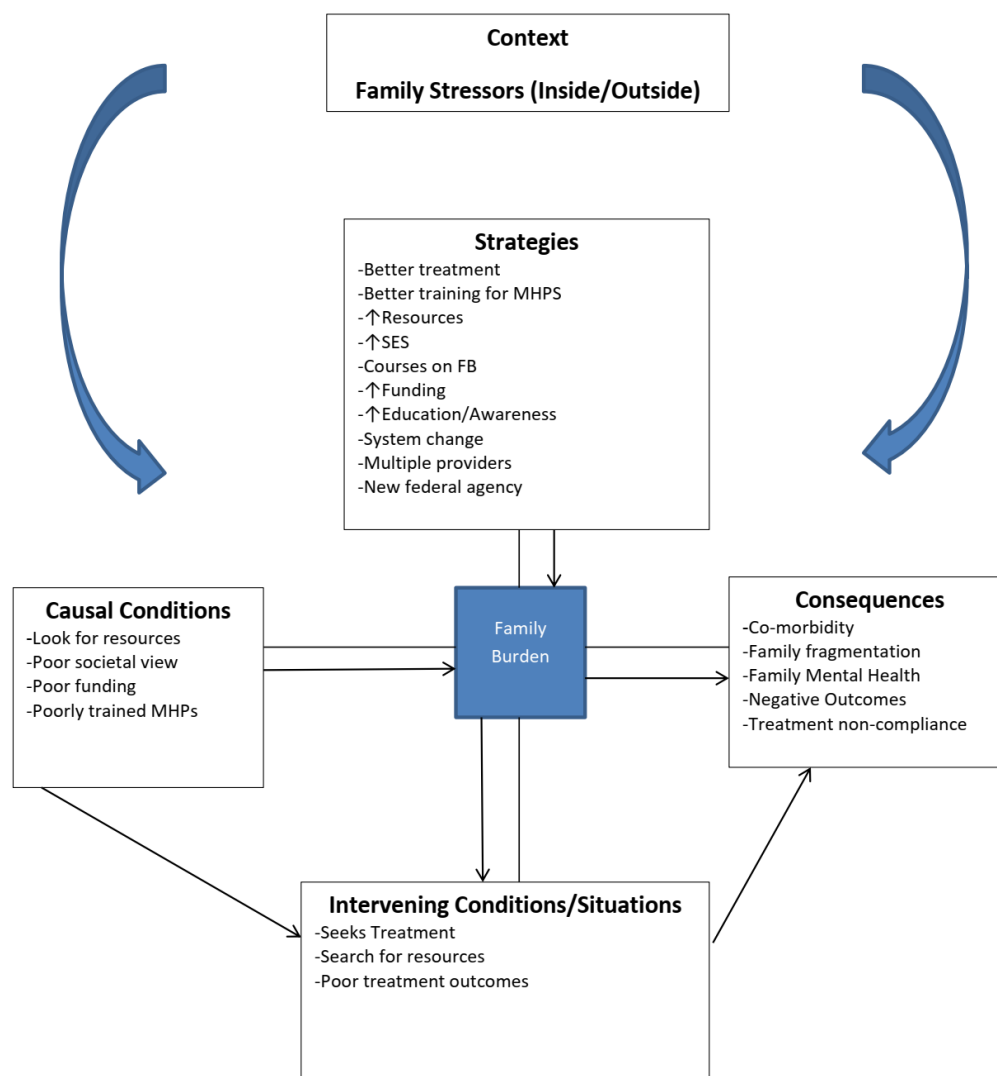 Context
Family Stressors (Inside/Outside)
Strategies
-Better treatment
-Better training for MHPS
-↑Resources
-↑SES
-Courses on FB
-↑Funding
-↑Education/Awareness
-System change
-Multiple providers
-New federal agency
Causal Conditions
-Look for resources
-Poor societal view
-Poor funding
-Poorly trained MHPs
Family
Burden
Consequences
-Co-morbidity
-Family fragmentation
-Family Mental Health
-Negative Outcomes
-Treatment non-compliance
Intervening Conditions/Situations
-Seeks Treatment
-Search for resources
-Poor treatment outcomes